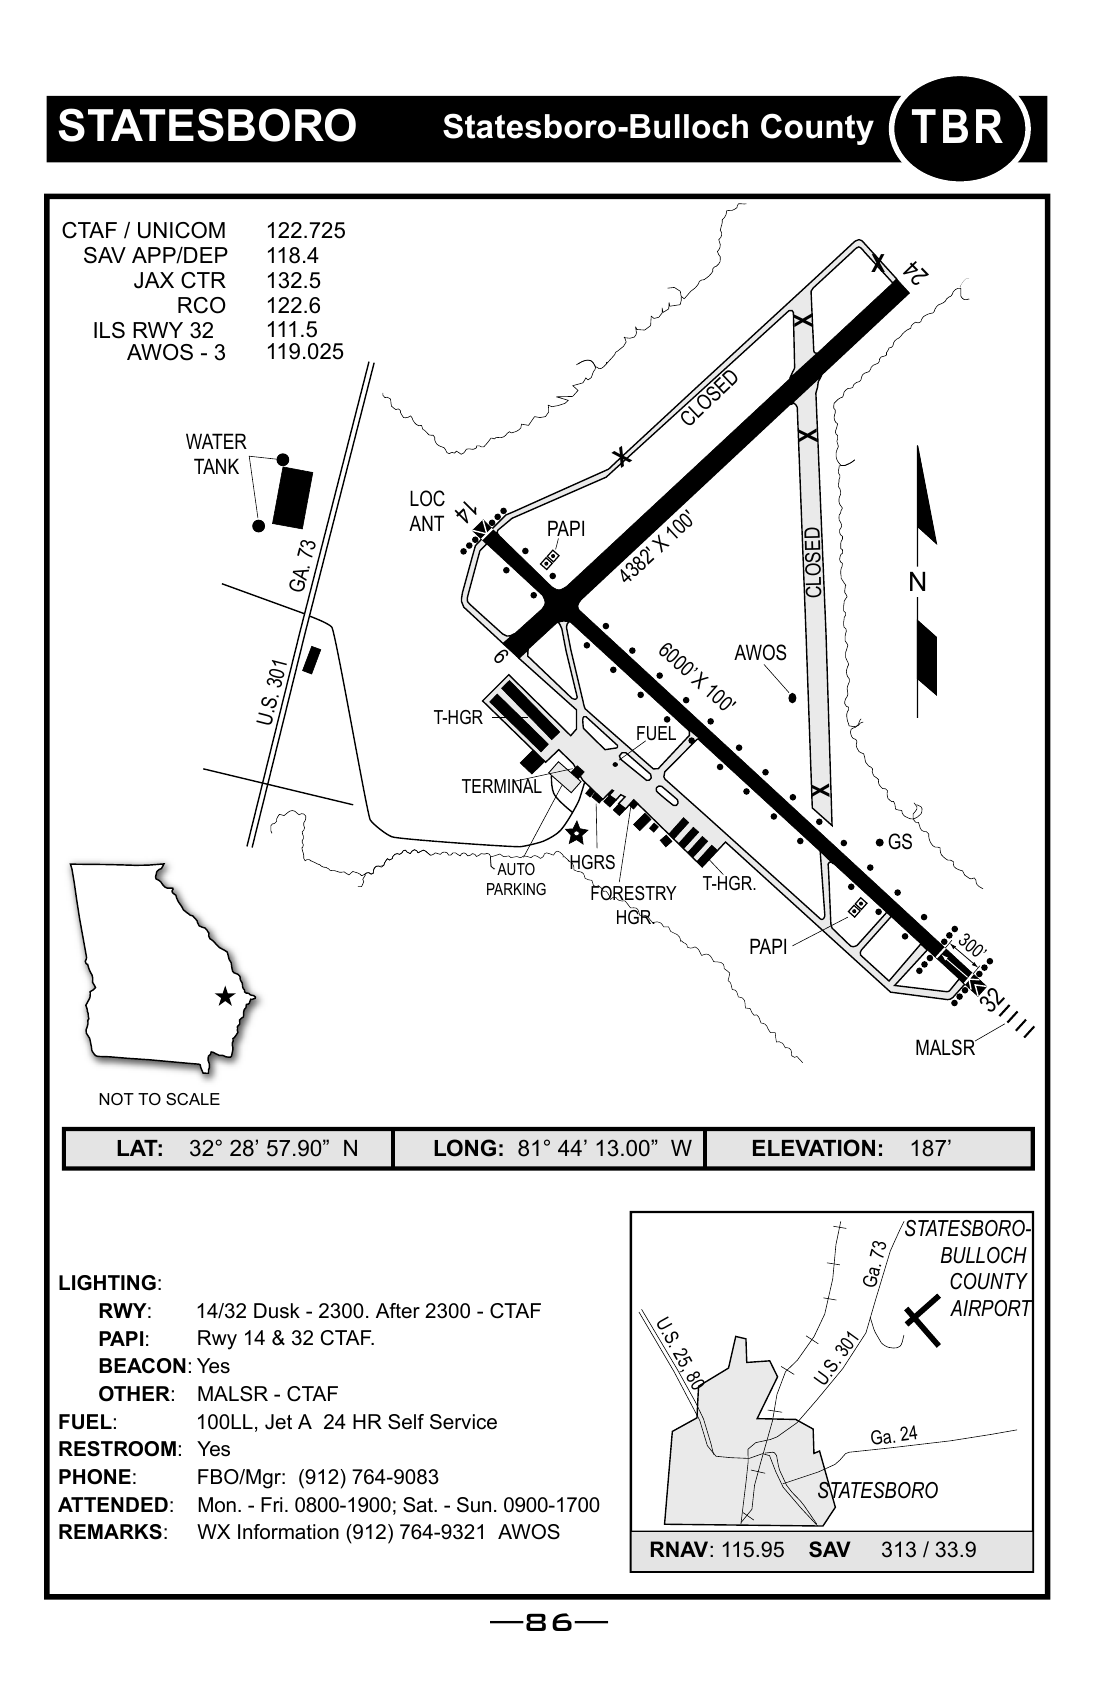 STATESBORO Statesboro-Bulloch County TBR
CTAF / UNICOM 122.725
SAV APP/DEP 118.4
JAX CTR 132.5
RCO 122.6
ILS RWY 32 111.5
AWOS - 3 119.025
24
CLOSED
WATER
TANK
LOC
ANT
14
PAPI
4382' X 100'
GA. 73
CLOSED
N
6
6000' X 100'
AWOS
U.S. 301
T-HGR
FUEL
TERMINAL
GS
HGRS
AUTO
PARKING
T-HGR.
FORESTRY
HGR.
PAPI
300'
32
MALSR
NOT TO SCALE
LAT: 32° 28’ 57.90” N LONG: 81° 44’ 13.00” W ELEVATION: 187’
LIGHTING:
RWY: 14/32 Dusk - 2300. After 2300 - CTAF
PAPI: Rwy 14 & 32 CTAF.
BEACON: Yes
OTHER: MALSR - CTAF
FUEL: 100LL, Jet A 24 HR Self Service
RESTROOM: Yes
PHONE: FBO/Mgr: (912) 764-9083
ATTENDED: Mon. - Fri. 0800-1900; Sat. - Sun. 0900-1700
REMARKS: WX Information (912) 764-9321 AWOS
STATESBORO-
BULLOCH
COUNTY
AIRPORT
Ga. 73
U.S. 25, 80
U.S. 301
Ga. 24
STATESBORO
RNAV: 115.95 SAV 313 / 33.9
86